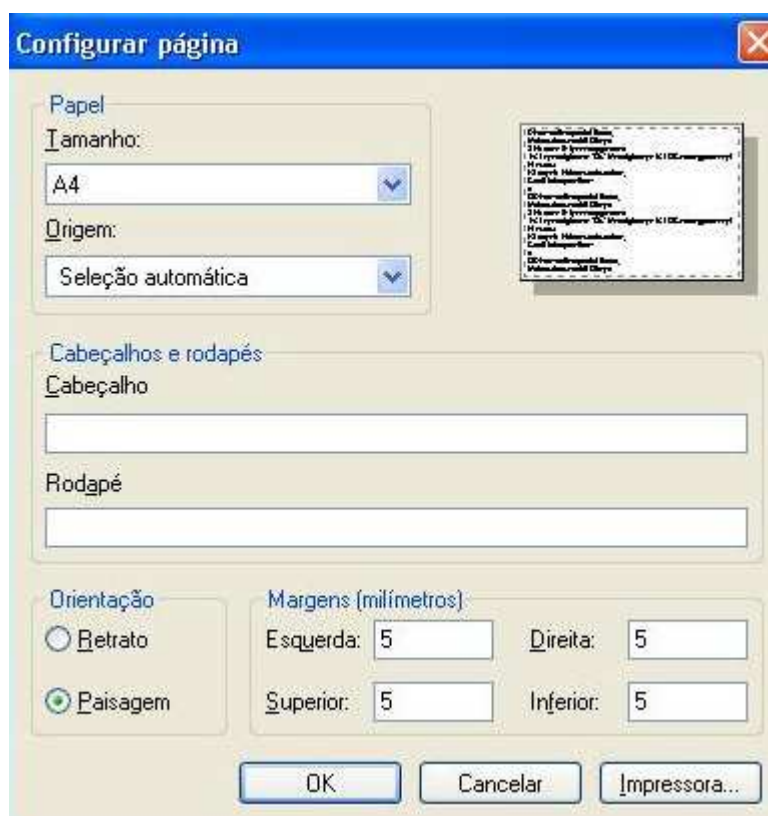 Configurar página
Papel
Tamanho:
A4
Origem:
Seleção automática
Cabeçalhos e rodapés
Cabeçalho
Rodapé
Orientação
Retrato
Paisagem
Margens (milímetros)
Esquerda: 5 Direita: 5
Superior: 5 Inferior: 5
OK Cancelar Impressora...